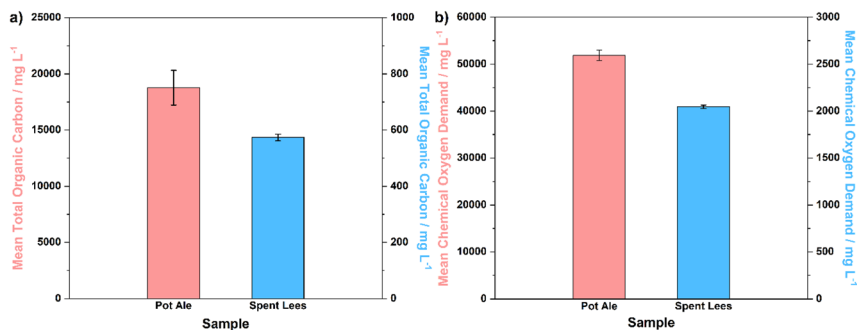 a)
Mean Total Organic Carbon / mg L⁻¹
25000
20000
15000
10000
5000
0
1000
800
600
400
200
0
Mean Total Organic Carbon / mg L⁻¹
Pot Ale
Spent Lees
Sample
b)
Mean Chemical Oxygen Demand / mg L⁻¹
60000
50000
40000
30000
20000
10000
0
3000
2500
2000
1500
1000
500
0
Mean Chemical Oxygen Demand / mg L⁻¹
Pot Ale
Spent Lees
Sample